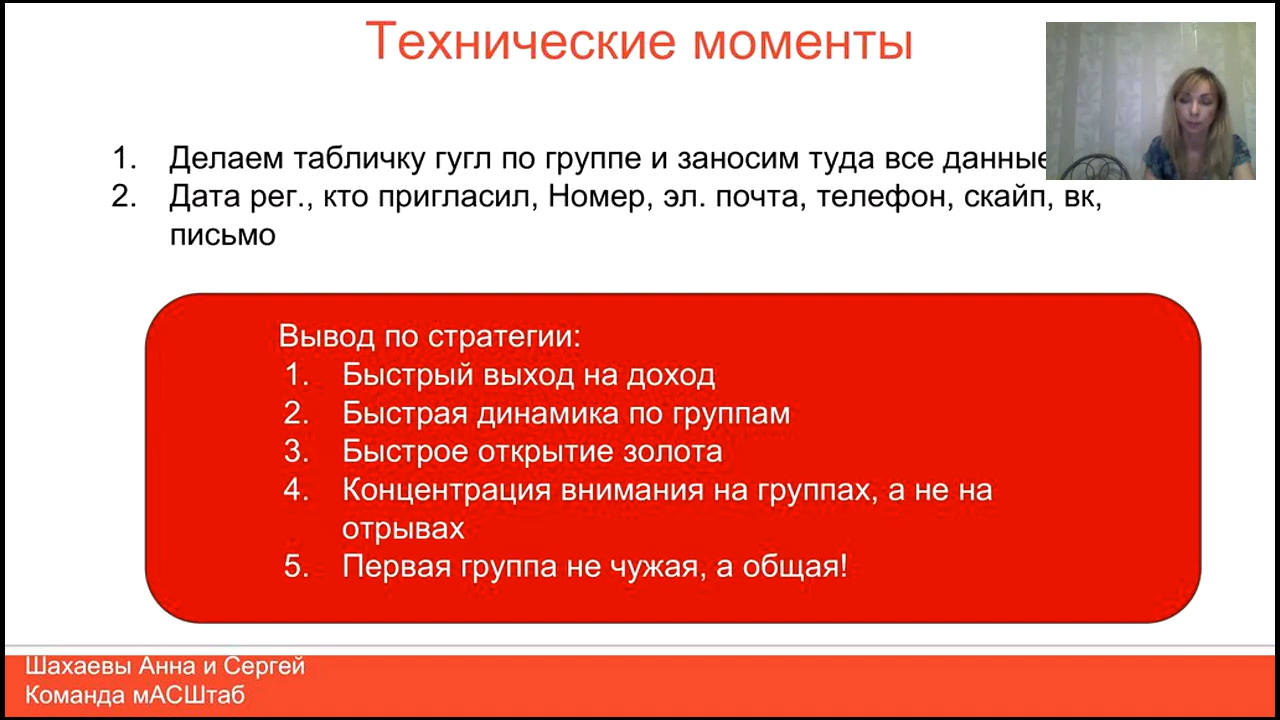 Технические моменты
1. Делаем табличку гугл по группе и заносим туда все данные
2. Дата рег., кто пригласил, Номер, эл. почта, телефон, скайп, вк,
письмо
Вывод по стратегии:
1. Быстрый выход на доход
2. Быстрая динамика по группам
3. Быстрое открытие золота
4. Концентрация внимания на группах, а не на
отрывах
5. Первая группа не чужая, а общая!
Шахаевы Анна и Сергей
Команда мАСШтаб